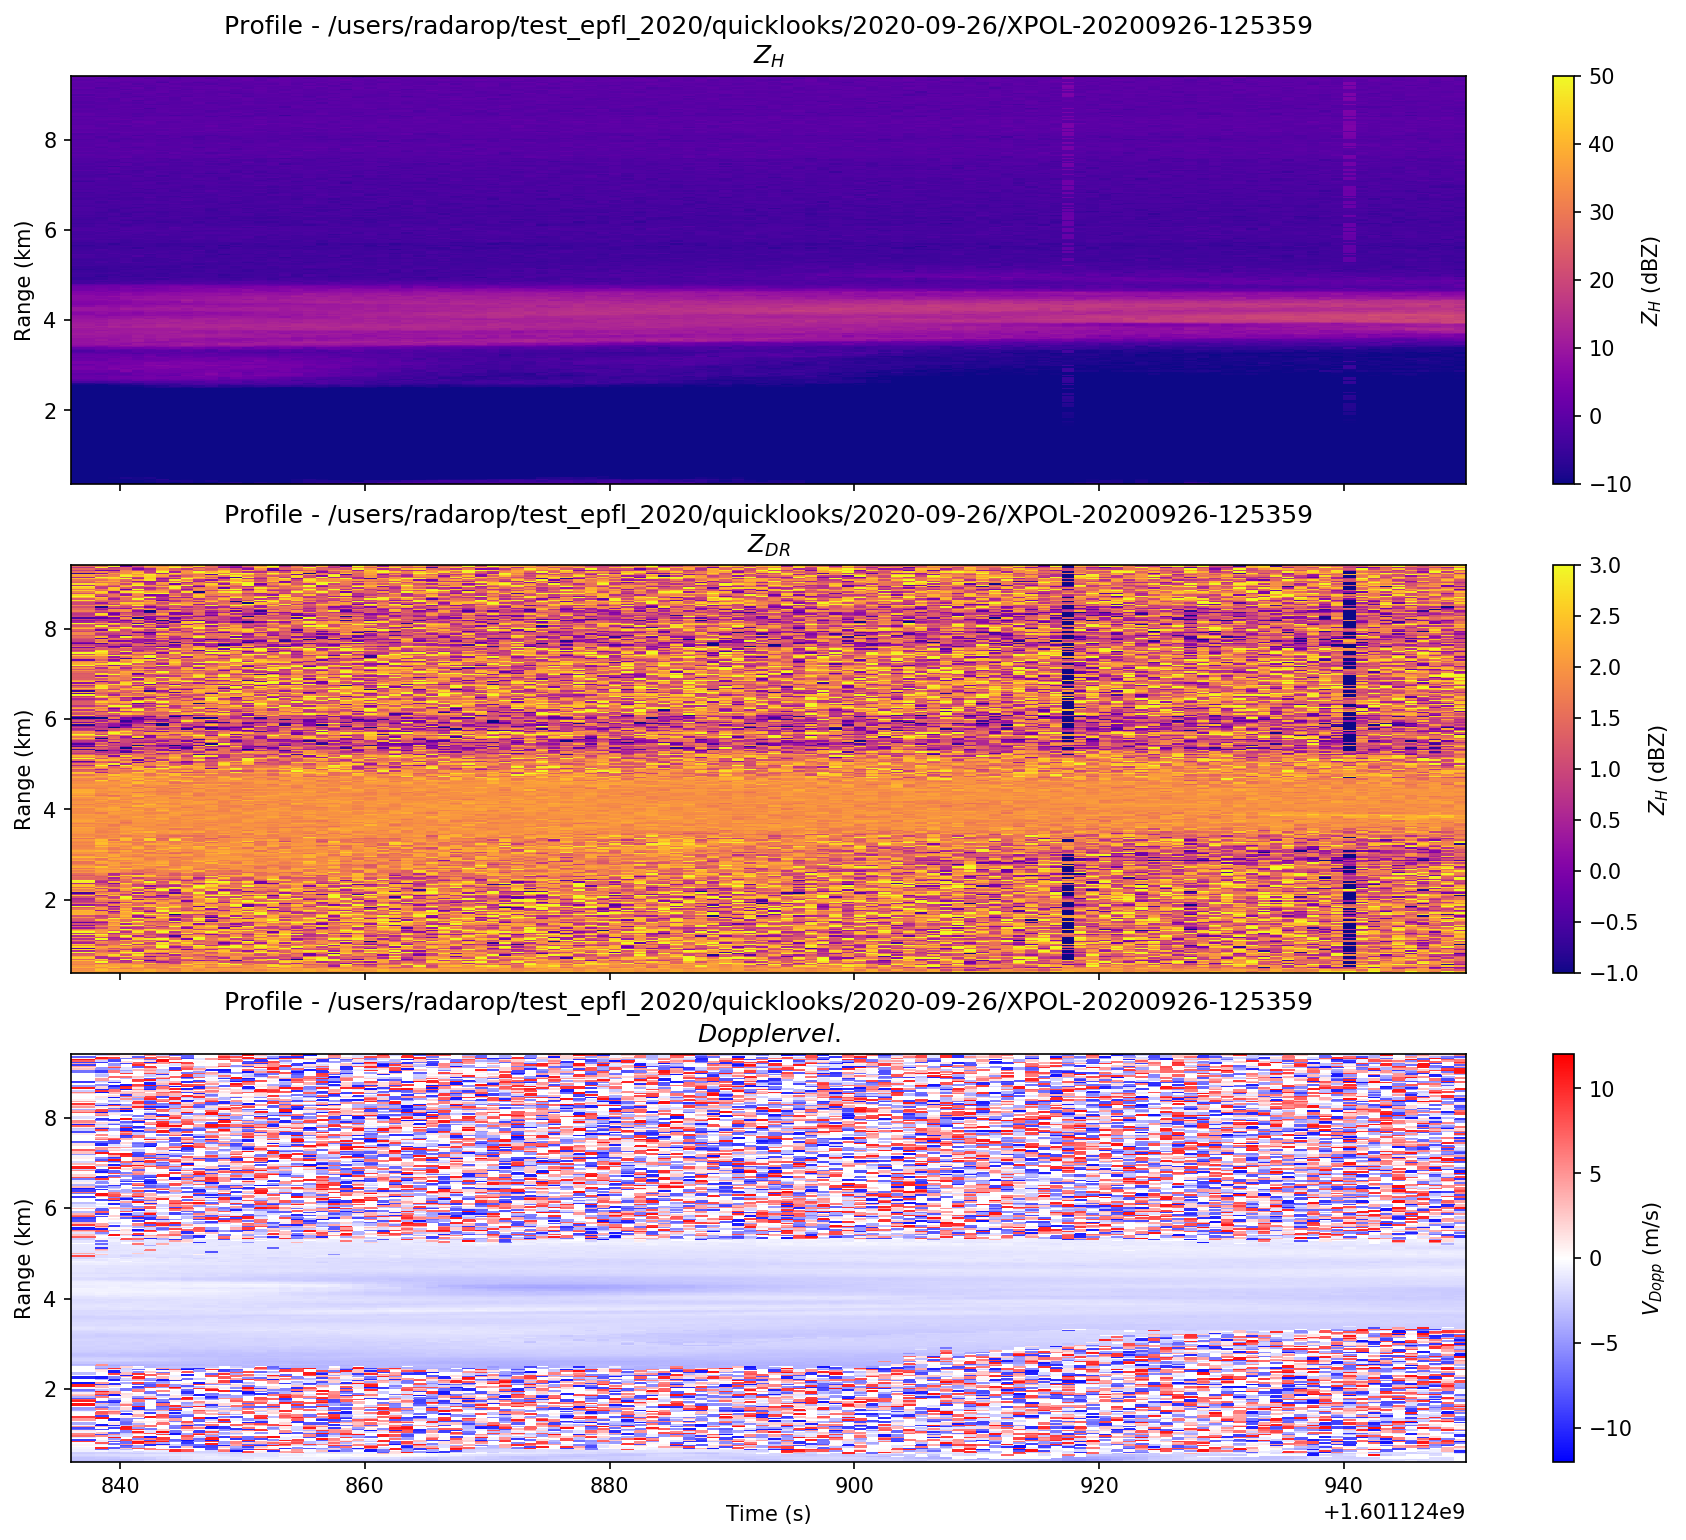 Profile - /users/radarop/test_epfl_2020/quicklooks/2020-09-26/XPOL-20200926-125359
Z_H
50
40
30
20
10
0
−10
Z_H (dBZ)
8
6
4
2
Range (km)
Profile - /users/radarop/test_epfl_2020/quicklooks/2020-09-26/XPOL-20200926-125359
Z_DR
3.0
2.5
2.0
1.5
1.0
0.5
0.0
−0.5
−1.0
Z_H (dBZ)
8
6
4
2
Range (km)
Profile - /users/radarop/test_epfl_2020/quicklooks/2020-09-26/XPOL-20200926-125359
Dopplervel.
10
5
0
−5
−10
V_Dopp (m/s)
8
6
4
2
Range (km)
840 860 880 900 920 940
Time (s)
+1.601124e9